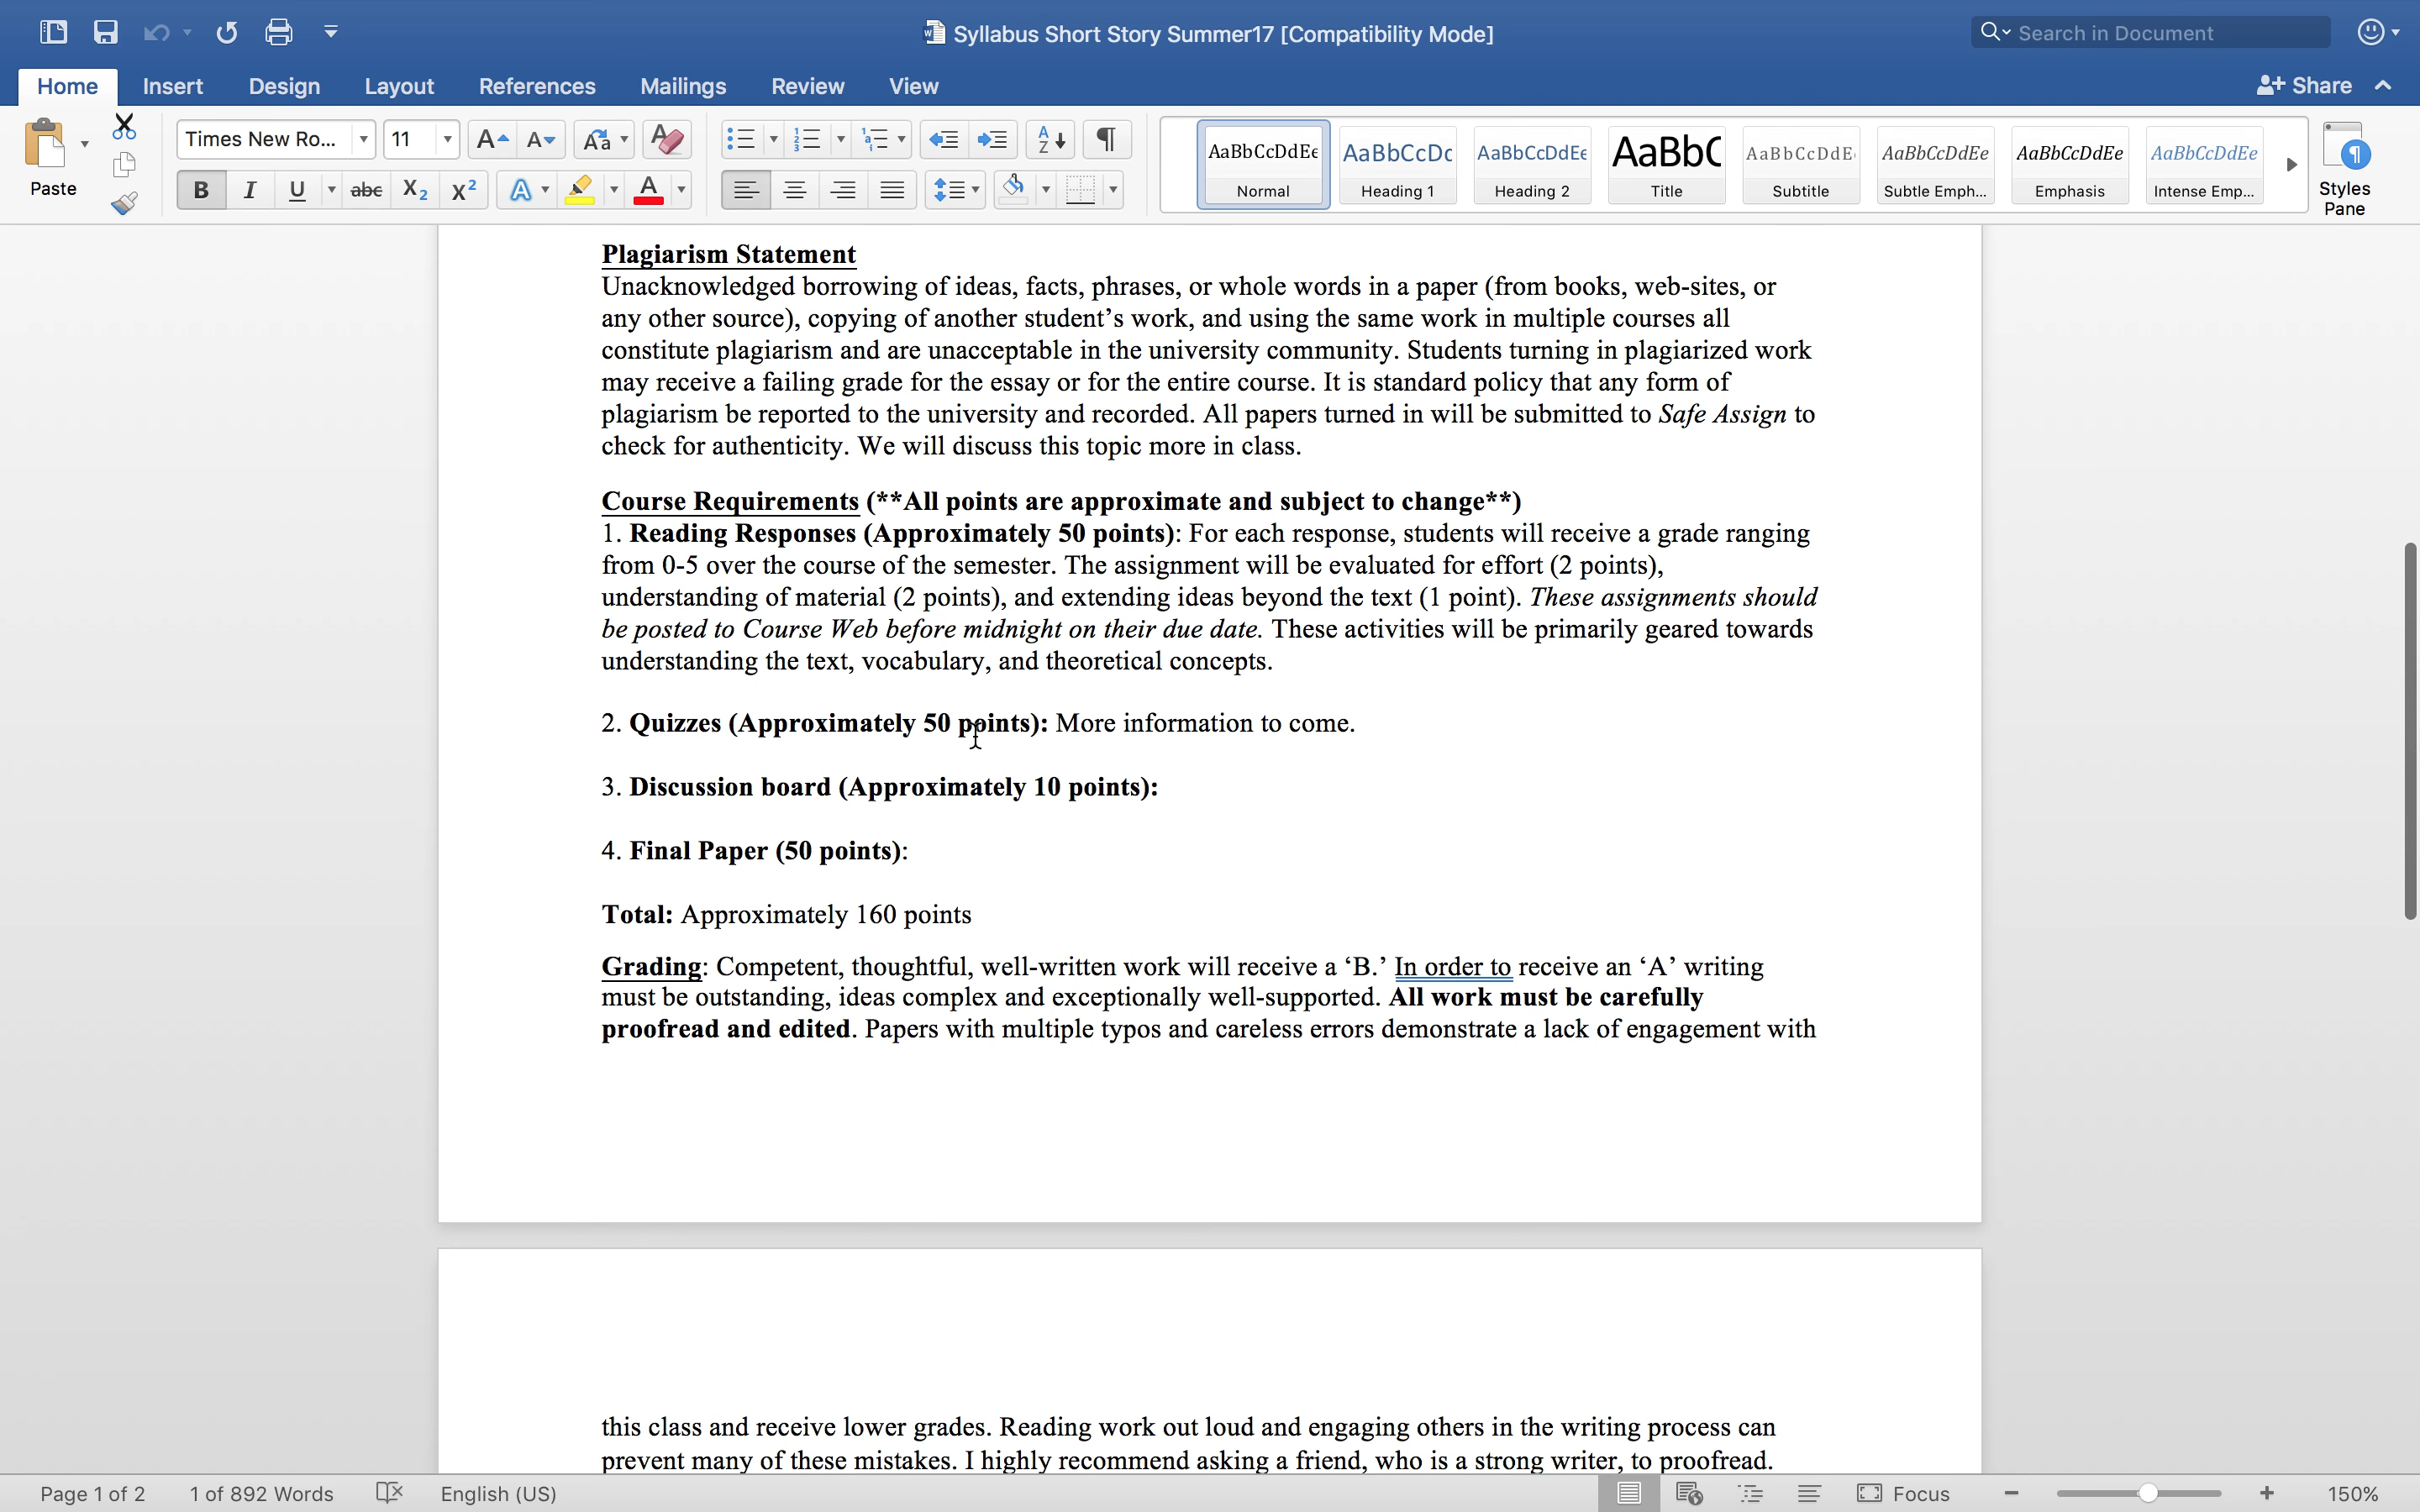 Syllabus Short Story Summer17 [Compatibility Mode]
Search in Document
Home Insert Design Layout References Mailings Review View
Share
Paste
Times New Ro... 11
AaBbCcDdEe AaBbCcDc AaBbCcDdEe AaBbC AaBbCcDdE AaBbCcDdEe AaBbCcDdEe AaBbCcDdEe
Normal Heading 1 Heading 2 Title Subtitle Subtle Emph... Emphasis Intense Emp...
Styles
Pane
Plagiarism Statement
Unacknowledged borrowing of ideas, facts, phrases, or whole words in a paper (from books, web-sites, or
any other source), copying of another student’s work, and using the same work in multiple courses all
constitute plagiarism and are unacceptable in the university community. Students turning in plagiarized work
may receive a failing grade for the essay or for the entire course. It is standard policy that any form of
plagiarism be reported to the university and recorded. All papers turned in will be submitted to Safe Assign to
check for authenticity. We will discuss this topic more in class.
Course Requirements (**All points are approximate and subject to change**)
1. Reading Responses (Approximately 50 points): For each response, students will receive a grade ranging
from 0-5 over the course of the semester. The assignment will be evaluated for effort (2 points),
understanding of material (2 points), and extending ideas beyond the text (1 point). These assignments should
be posted to Course Web before midnight on their due date. These activities will be primarily geared towards
understanding the text, vocabulary, and theoretical concepts.
2. Quizzes (Approximately 50 points): More information to come.
3. Discussion board (Approximately 10 points):
4. Final Paper (50 points):
Total: Approximately 160 points
Grading: Competent, thoughtful, well-written work will receive a ‘B.’ In order to receive an ‘A’ writing
must be outstanding, ideas complex and exceptionally well-supported. All work must be carefully
proofread and edited. Papers with multiple typos and careless errors demonstrate a lack of engagement with
this class and receive lower grades. Reading work out loud and engaging others in the writing process can
prevent many of these mistakes. I highly recommend asking a friend, who is a strong writer, to proofread.
Page 1 of 2 1 of 892 Words English (US) Focus 150%